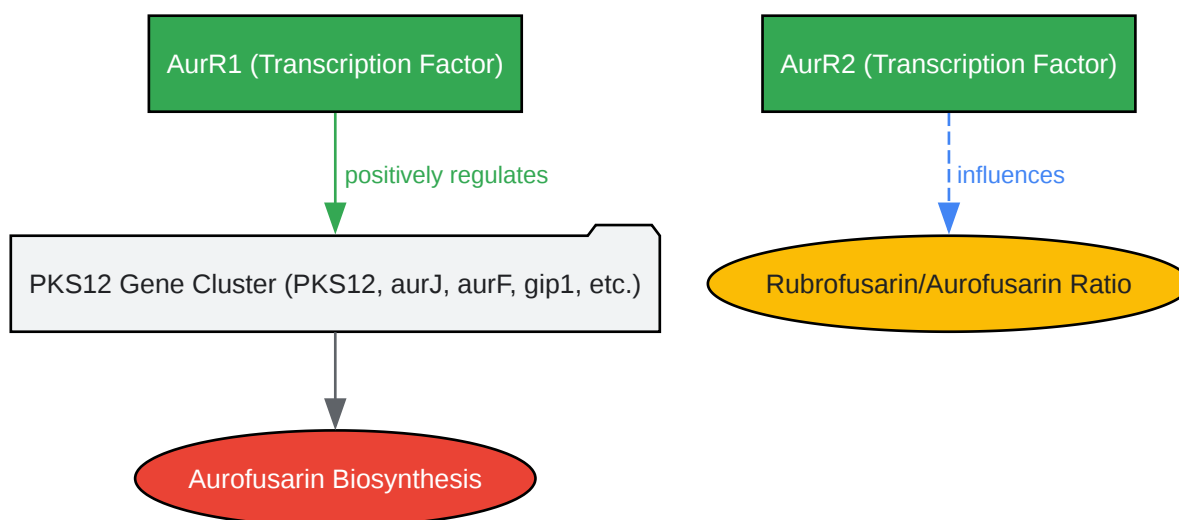 AurR1 (Transcription Factor)
AurR2 (Transcription Factor)
positively regulates
influences
PKS12 Gene Cluster (PKS12, aurJ, aurF, gip1, etc.)
Rubrofusarin/Aurofusarin Ratio
Aurofusarin Biosynthesis